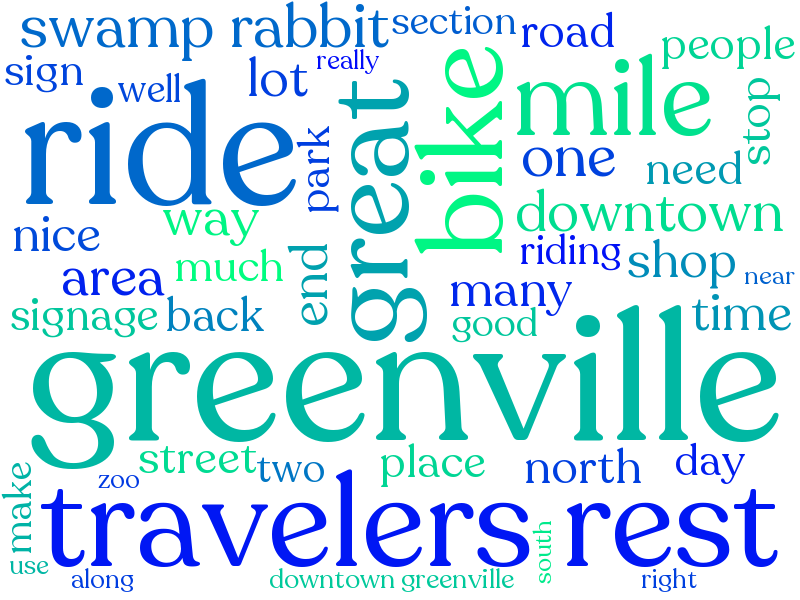 swamp rabbit
section
road
people
sign
well
lot
really
ride
park
great
bike
mile
stop
one
need
nice
way
downtown
area
much
end
riding
shop
near
many
signage
back
good
time
greenville
street
two
place
north
day
zoo
make
travelers rest
use
along
downtown greenville
south
right